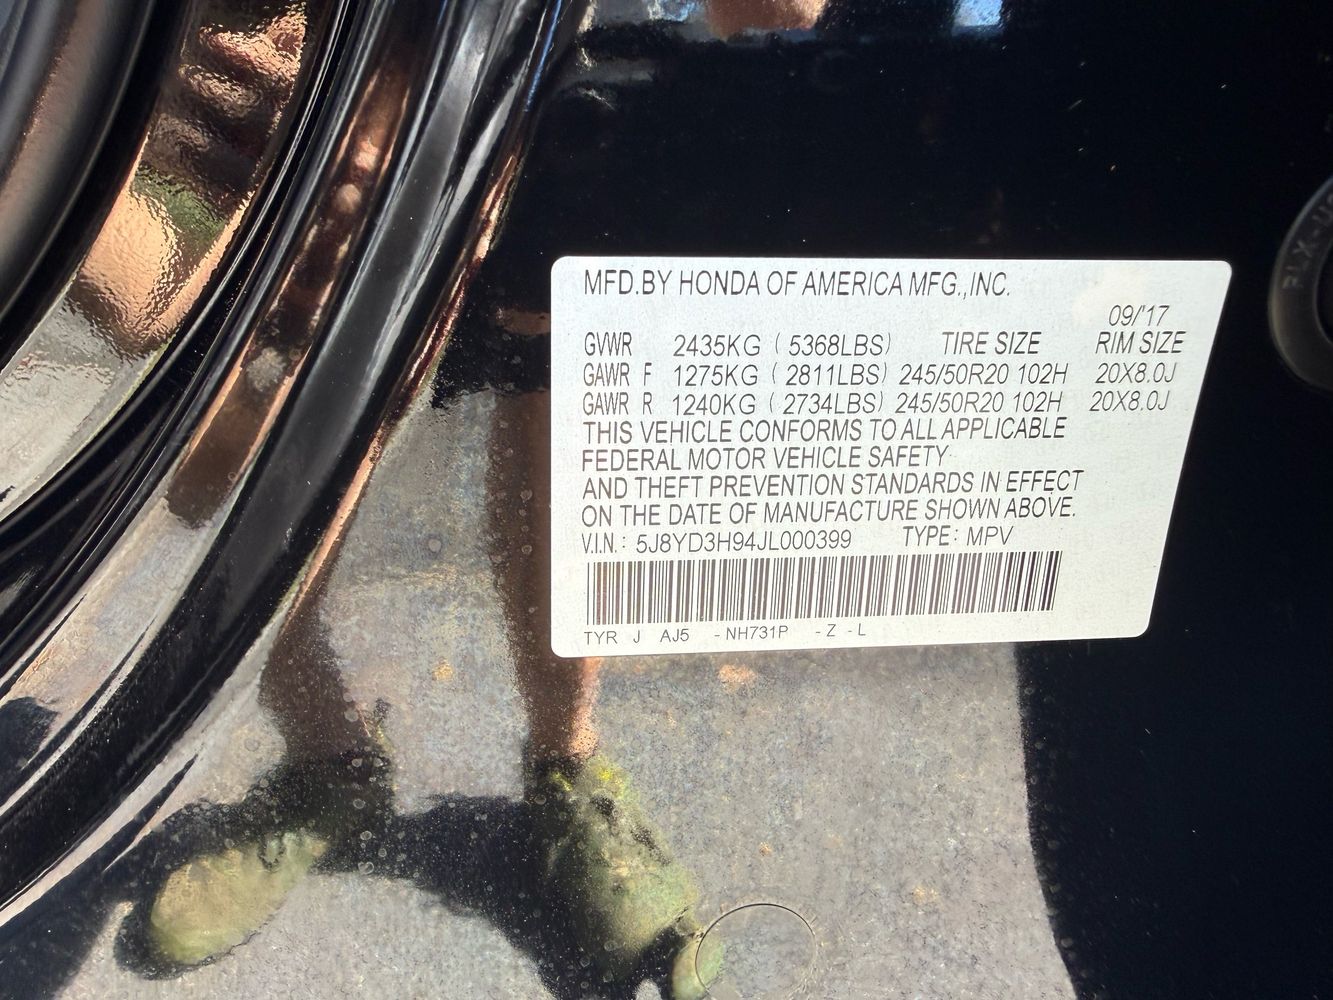 MFD.BY HONDA OF AMERICA MFG.,INC.
09/'17
GVWR 2435KG ( 5368LBS) TIRE SIZE RIM SIZE
GAWR F 1275KG ( 2811LBS) 245/50R20 102H 20X8.0J
GAWR R 1240KG ( 2734LBS) 245/50R20 102H 20X8.0J
THIS VEHICLE CONFORMS TO ALL APPLICABLE
FEDERAL MOTOR VEHICLE SAFETY
AND THEFT PREVENTION STANDARDS IN EFFECT
ON THE DATE OF MANUFACTURE SHOWN ABOVE.
V.I.N.: 5J8YD3H94JL000399 TYPE: MPV
TYR J AJ5 - NH731P - Z - L